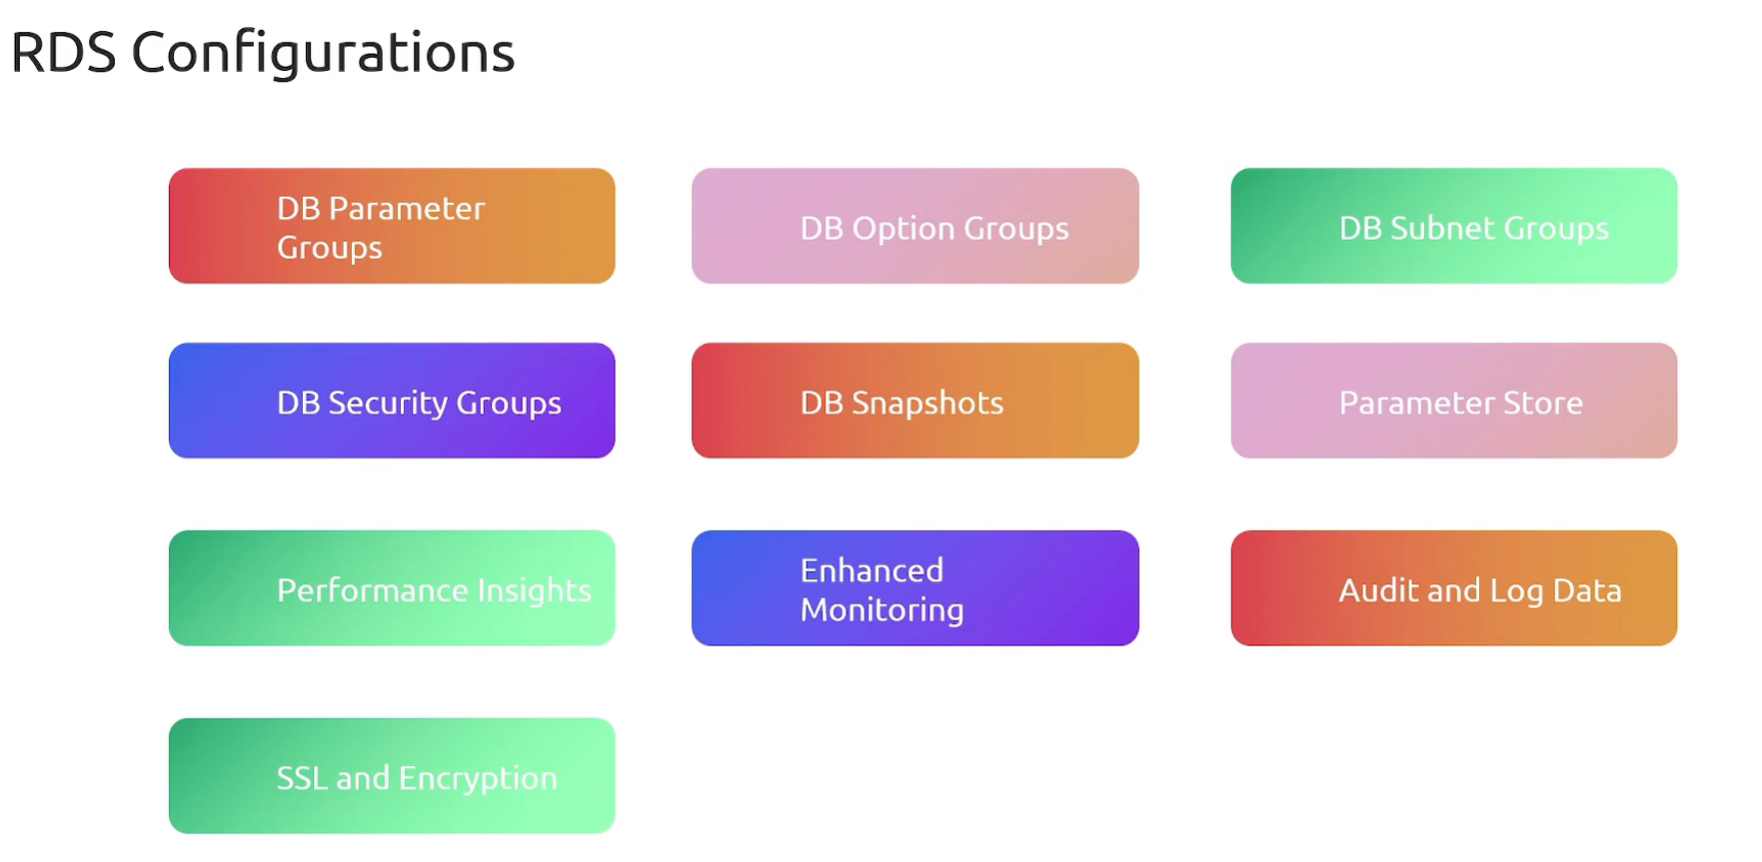 RDS Configurations
DB Parameter
Groups
DB Option Groups
DB Subnet Groups
DB Security Groups
DB Snapshots
Parameter Store
Performance Insights
Enhanced
Monitoring
Audit and Log Data
SSL and Encryption